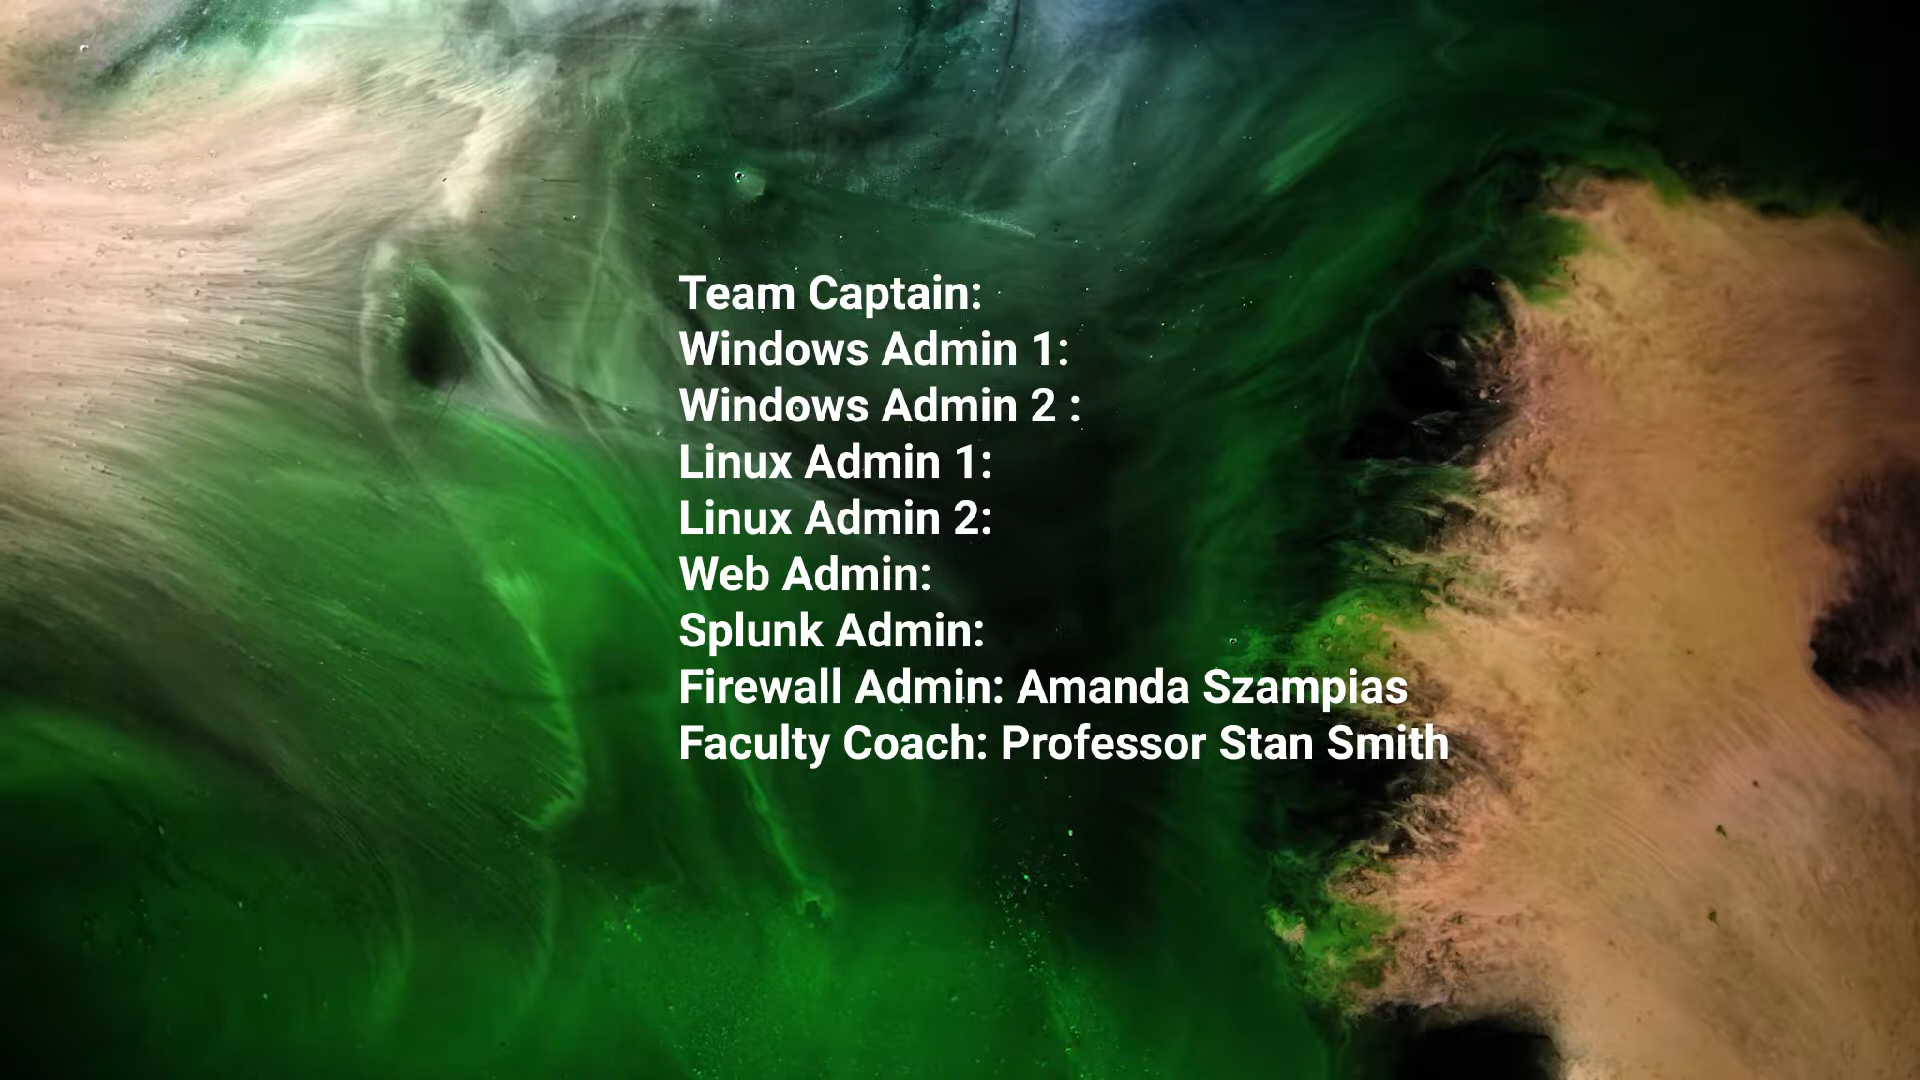 Team Captain:
Windows Admin 1:
Windows Admin 2 :
Linux Admin 1:
Linux Admin 2:
Web Admin:
Splunk Admin:
Firewall Admin: Amanda Szampias
Faculty Coach: Professor Stan Smith